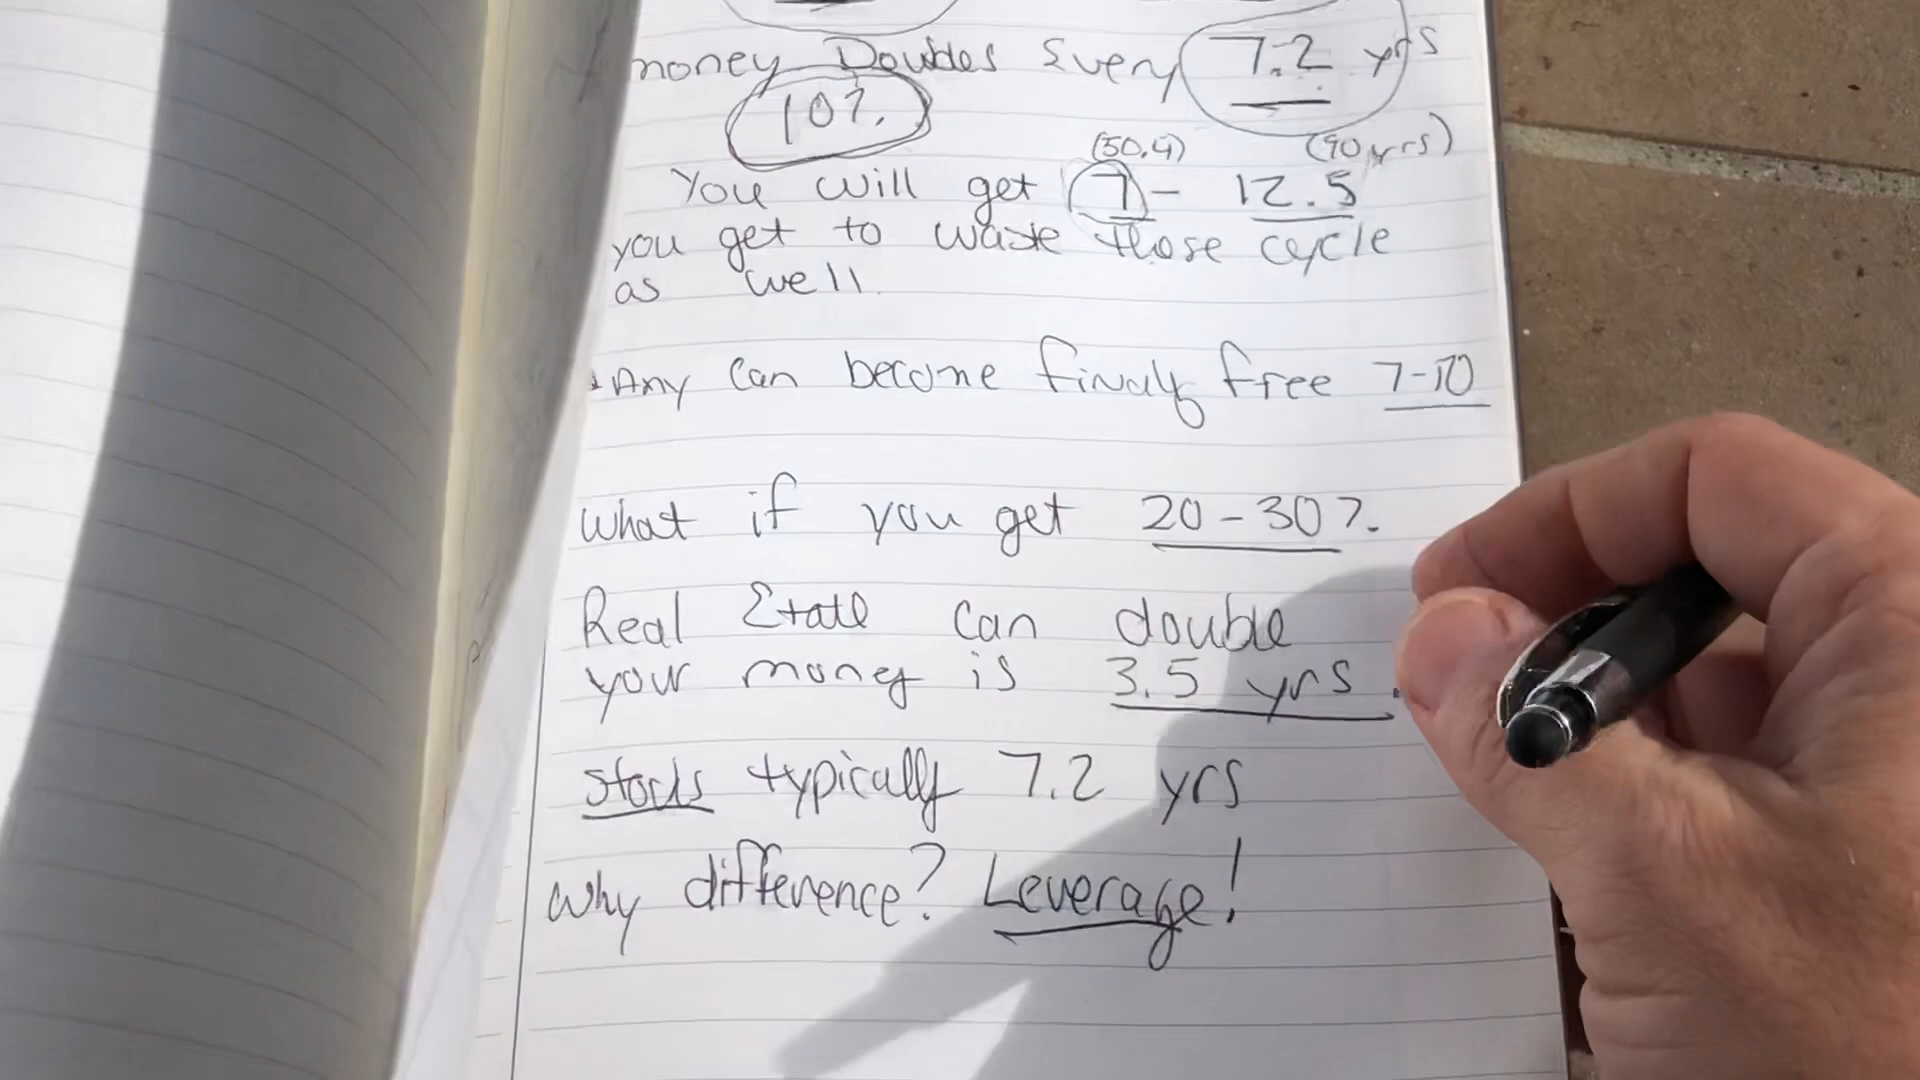 money Doubles Every 7.2 yrs
10%.
(50.4) (90 yrs)
You will get 7 - 12.5
you get to waste those cycle
as well.
Any can become finaly free 7-10
What if you get 20-30%.
Real Estate can double
your money is 3.5 yrs.
stocks typically 7.2 yrs
Why difference? Leverage!